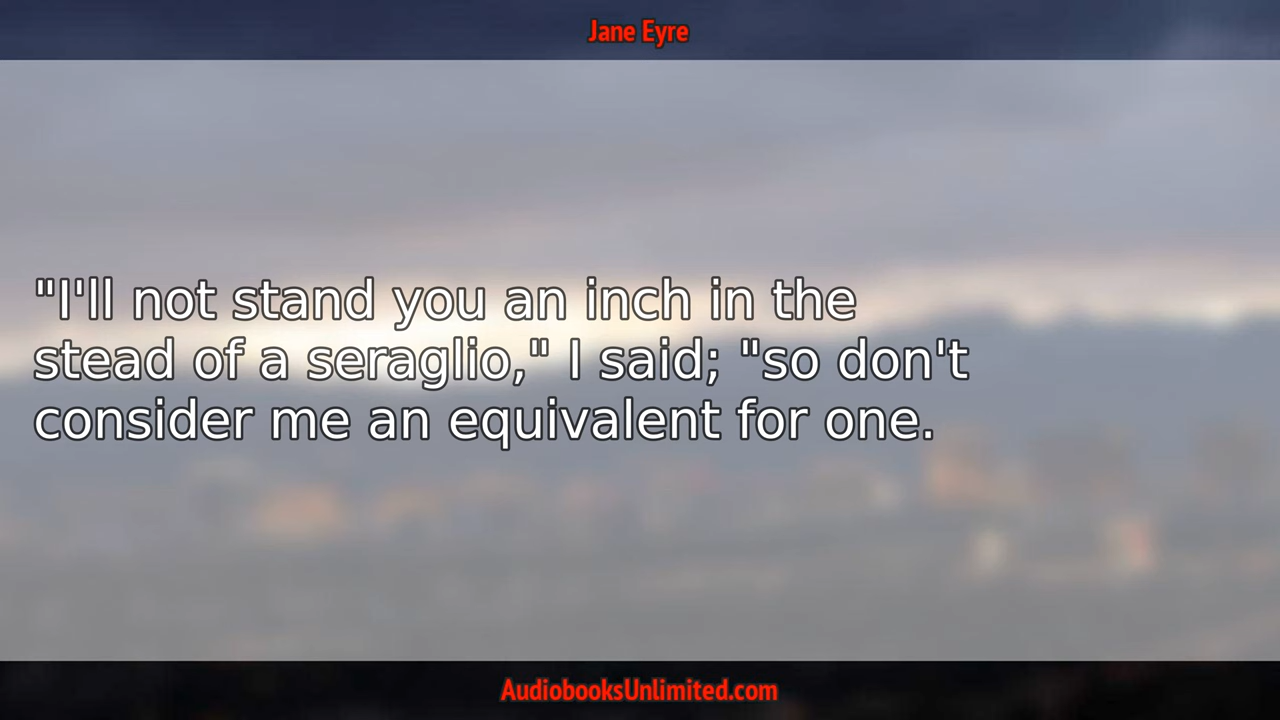 Jane Eyre
"I'll not stand you an inch in the
stead of a seraglio," I said; "so don't
consider me an equivalent for one.
AudiobooksUnlimited.com